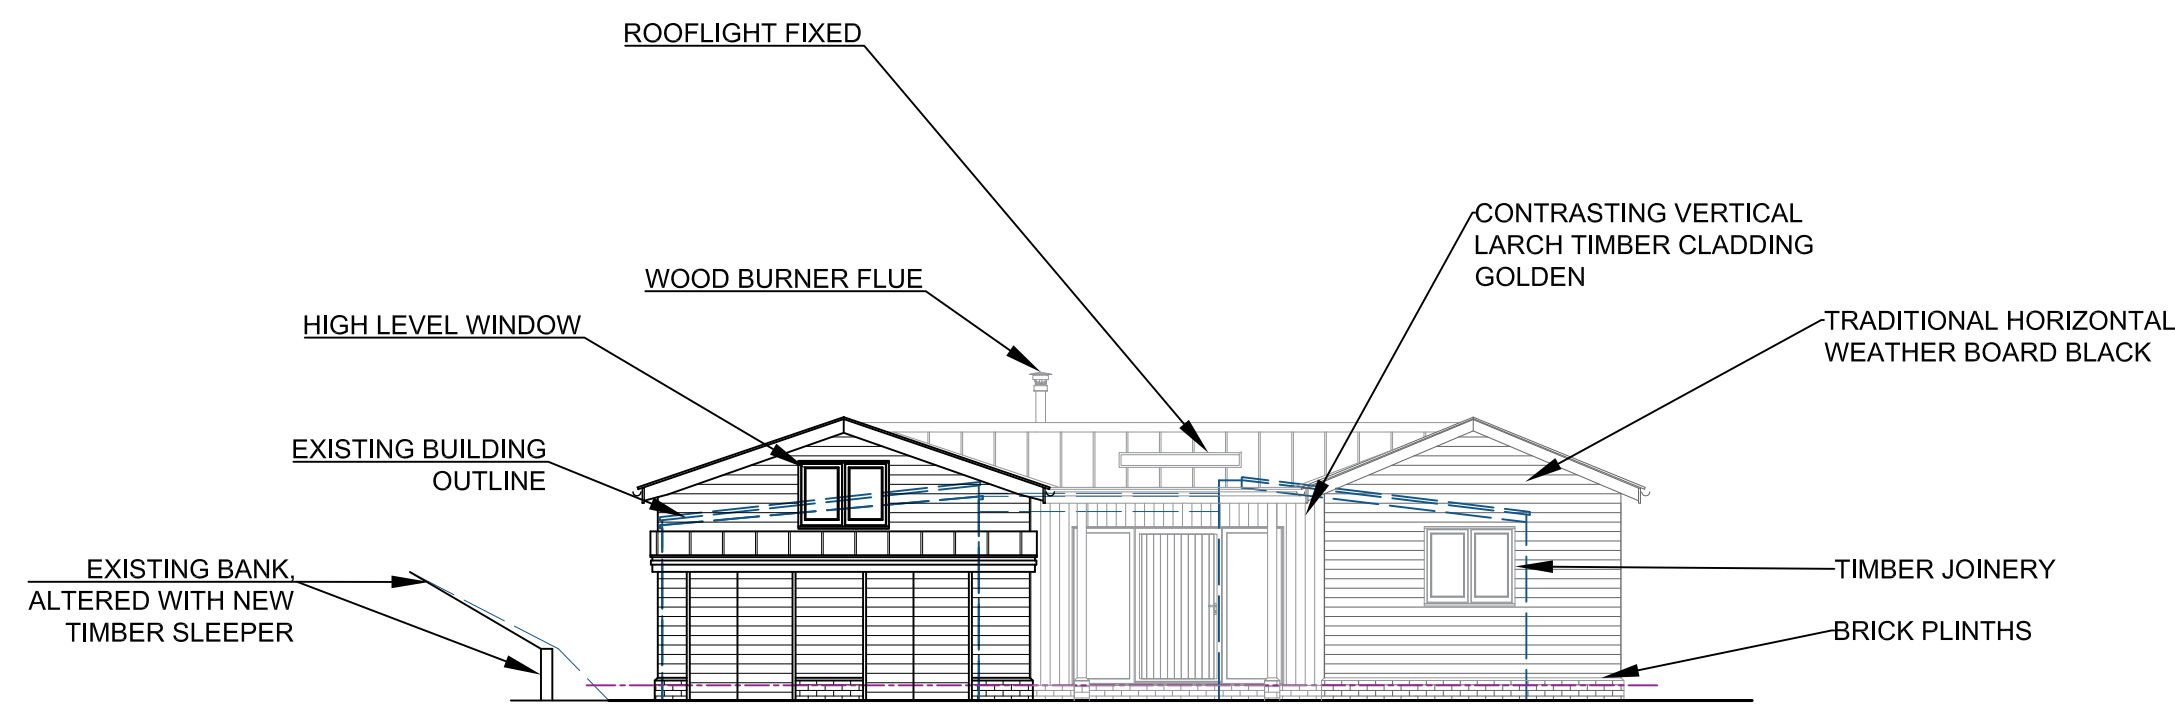 ROOFLIGHT FIXED
CONTRASTING VERTICAL
LARCH TIMBER CLADDING
GOLDEN
WOOD BURNER FLUE
HIGH LEVEL WINDOW
TRADITIONAL HORIZONTAL
WEATHER BOARD BLACK
EXISTING BUILDING
OUTLINE
EXISTING BANK,
ALTERED WITH NEW
TIMBER SLEEPER
TIMBER JOINERY
BRICK PLINTHS